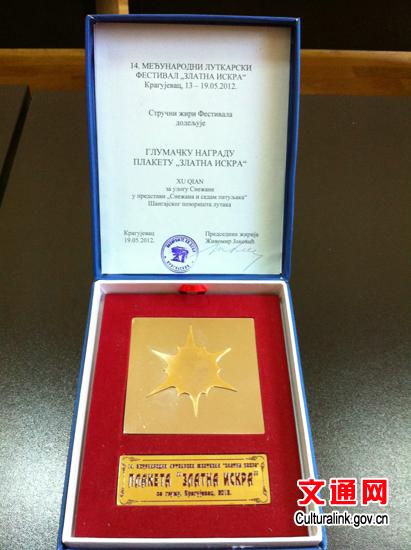 14. МЕЂУНАРОДНИ ЛУТКАРСКИ
ФЕСТИВАЛ „ЗЛАТНА ИСКРА“
Крагујевац, 13 – 19.05.2012.
Стручни жири Фестивала
додељује
ГЛУМАЧКУ НАГРАДУ
ПЛАКЕТУ „ЗЛАТНА ИСКРА“
XU QIAN
за улогу Снежане
у представи „Снежана и седам патуљака“
Шангајског позоришта лутака
Крагујевац
19.05.2012.
Председник жирија
Живомир Јоковић
ПЛАКЕТА "ЗЛАТНА ИСКРА"
за глуму, Крагујевац, 2012.
文通网
Culturalink.gov.cn